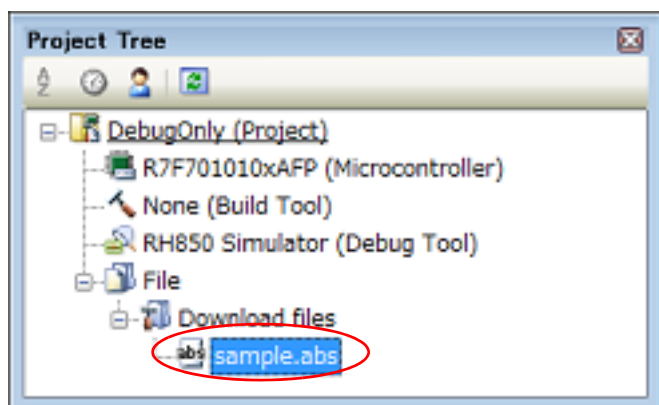 Project Tree
A
Z
DebugOnly (Project)
R7F701010xAFP (Microcontroller)
None (Build Tool)
RH850 Simulator (Debug Tool)
File
Download files
abs sample.abs